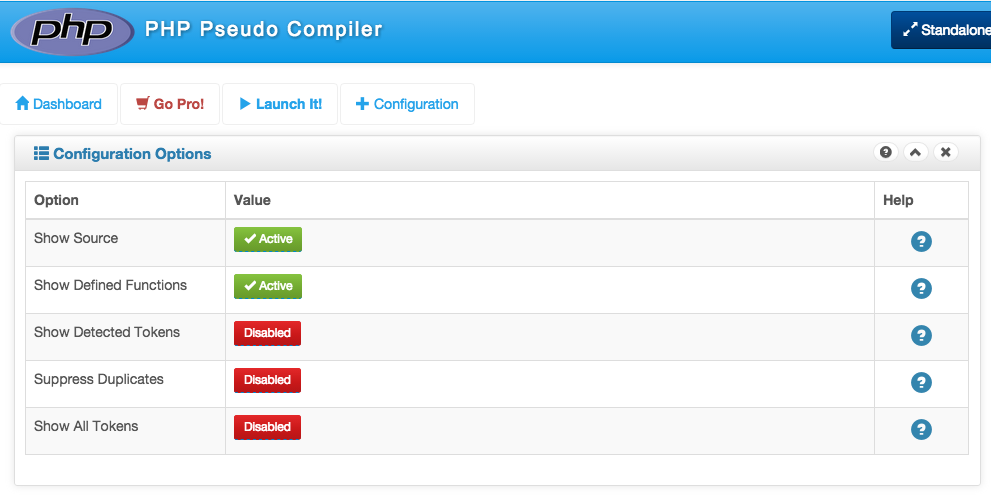 php PHP Pseudo Compiler Standalone
Dashboard Go Pro! Launch It! Configuration
Configuration Options
Option Value Help
Show Source Active
Show Defined Functions Active
Show Detected Tokens Disabled
Suppress Duplicates Disabled
Show All Tokens Disabled